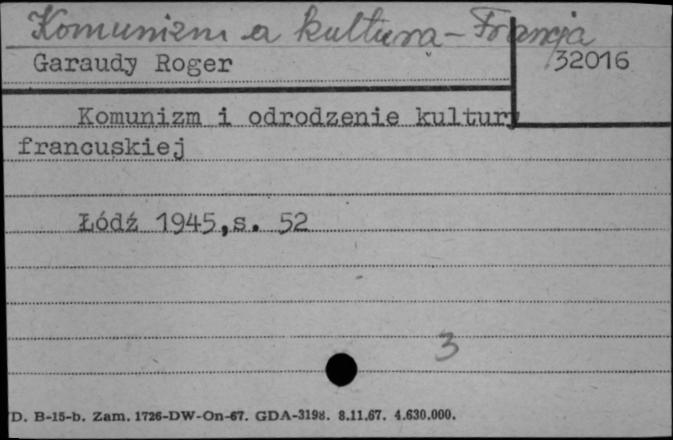 Komunizm a kultura - Francja
Garaudy Roger
32016
Komunizm i odrodzenie kultury
francuskiej
Łódź 1945,s. 52
3
D. B-15-b. Zam. 1726-DW-On-67. GDA-3198. 8.11.67. 4.630.000.